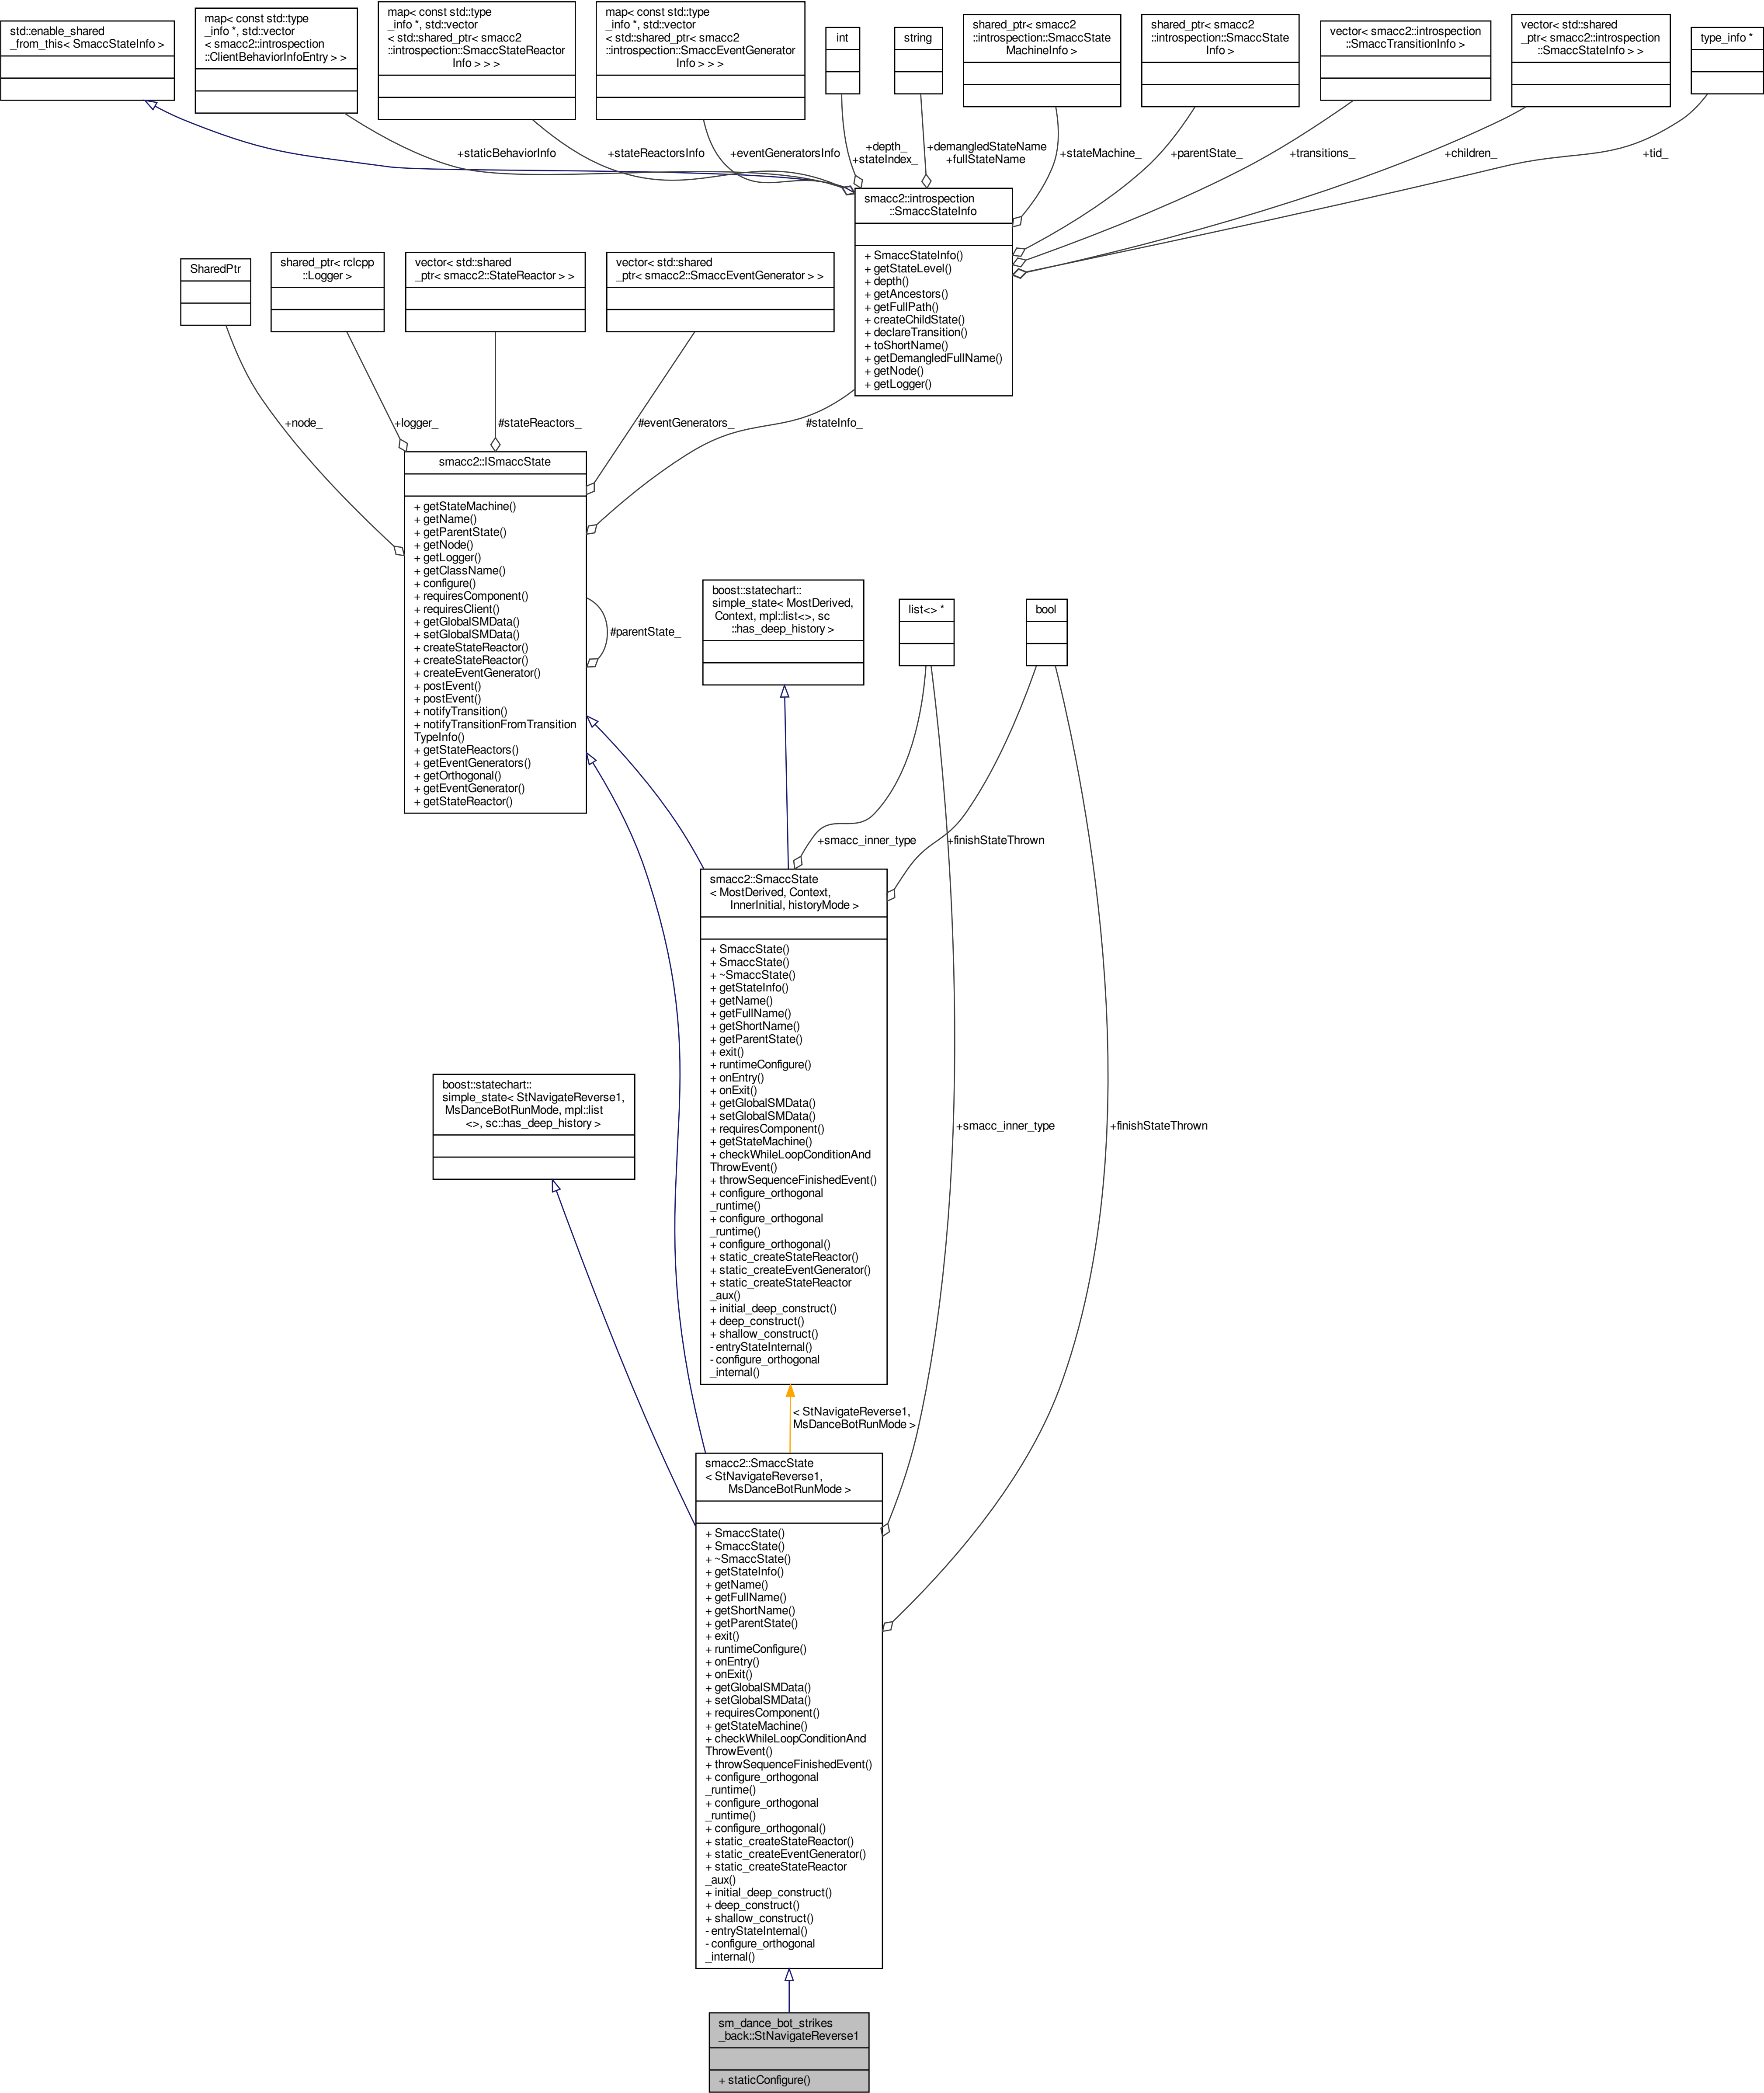 std::enable_shared
_from_this< SmaccStateInfo >
map< const std::type
_info *, std::vector
< smacc2::introspection
::ClientBehaviorInfoEntry > >
map< const std::type
_info *, std::vector
< std::shared_ptr< smacc2
::introspection::SmaccStateReactor
Info > > >
map< const std::type
_info *, std::vector
< std::shared_ptr< smacc2
::introspection::SmaccEventGenerator
Info > > >
int
string
shared_ptr< smacc2
::introspection::SmaccState
MachineInfo >
shared_ptr< smacc2
::introspection::SmaccState
Info >
vector< smacc2::introspection
::SmaccTransitionInfo >
vector< std::shared
_ptr< smacc2::introspection
::SmaccStateInfo > >
type_info *
+staticBehaviorInfo
+stateReactorsInfo
+eventGeneratorsInfo
+depth_
+stateIndex_
+demangledStateName
+fullStateName
+stateMachine_
+parentState_
+transitions_
+children_
+tid_
smacc2::introspection
::SmaccStateInfo
+ SmaccStateInfo()
+ getStateLevel()
+ depth()
+ getAncestors()
+ getFullPath()
+ createChildState()
+ declareTransition()
+ toShortName()
+ getDemangledFullName()
+ getNode()
+ getLogger()
SharedPtr
shared_ptr< rclcpp
::Logger >
vector< std::shared
_ptr< smacc2::StateReactor > >
vector< std::shared
_ptr< smacc2::SmaccEventGenerator > >
+node_
+logger_
#stateReactors_
#eventGenerators_
#stateInfo_
smacc2::ISmaccState
+ getStateMachine()
+ getName()
+ getParentState()
+ getNode()
+ getLogger()
+ getClassName()
+ configure()
+ requiresComponent()
+ requiresClient()
+ getGlobalSMData()
+ setGlobalSMData()
+ createStateReactor()
+ createStateReactor()
+ createEventGenerator()
+ postEvent()
+ postEvent()
+ notifyTransition()
+ notifyTransitionFromTransition
TypeInfo()
+ getStateReactors()
+ getEventGenerators()
+ getOrthogonal()
+ getEventGenerator()
+ getStateReactor()
#parentState_
boost::statechart::
simple_state< MostDerived,
Context, mpl::list<>, sc
::has_deep_history >
list<> *
bool
+smacc_inner_type
+finishStateThrown
smacc2::SmaccState
< MostDerived, Context,
InnerInitial, historyMode >
+ SmaccState()
+ SmaccState()
+ ~SmaccState()
+ getStateInfo()
+ getName()
+ getFullName()
+ getShortName()
+ getParentState()
+ exit()
+ runtimeConfigure()
+ onEntry()
+ onExit()
+ getGlobalSMData()
+ setGlobalSMData()
+ requiresComponent()
+ getStateMachine()
+ checkWhileLoopConditionAnd
ThrowEvent()
+ throwSequenceFinishedEvent()
+ configure_orthogonal
_runtime()
+ configure_orthogonal
_runtime()
+ configure_orthogonal()
+ static_createStateReactor()
+ static_createEventGenerator()
+ static_createStateReactor
_aux()
+ initial_deep_construct()
+ deep_construct()
+ shallow_construct()
- entryStateInternal()
- configure_orthogonal
_internal()
boost::statechart::
simple_state< StNavigateReverse1,
MsDanceBotRunMode, mpl::list
<>, sc::has_deep_history >
+smacc_inner_type
+finishStateThrown
< StNavigateReverse1,
MsDanceBotRunMode >
smacc2::SmaccState
< StNavigateReverse1,
MsDanceBotRunMode >
+ SmaccState()
+ SmaccState()
+ ~SmaccState()
+ getStateInfo()
+ getName()
+ getFullName()
+ getShortName()
+ getParentState()
+ exit()
+ runtimeConfigure()
+ onEntry()
+ onExit()
+ getGlobalSMData()
+ setGlobalSMData()
+ requiresComponent()
+ getStateMachine()
+ checkWhileLoopConditionAnd
ThrowEvent()
+ throwSequenceFinishedEvent()
+ configure_orthogonal
_runtime()
+ configure_orthogonal
_runtime()
+ configure_orthogonal()
+ static_createStateReactor()
+ static_createEventGenerator()
+ static_createStateReactor
_aux()
+ initial_deep_construct()
+ deep_construct()
+ shallow_construct()
- entryStateInternal()
- configure_orthogonal
_internal()
sm_dance_bot_strikes
_back::StNavigateReverse1
+ staticConfigure()